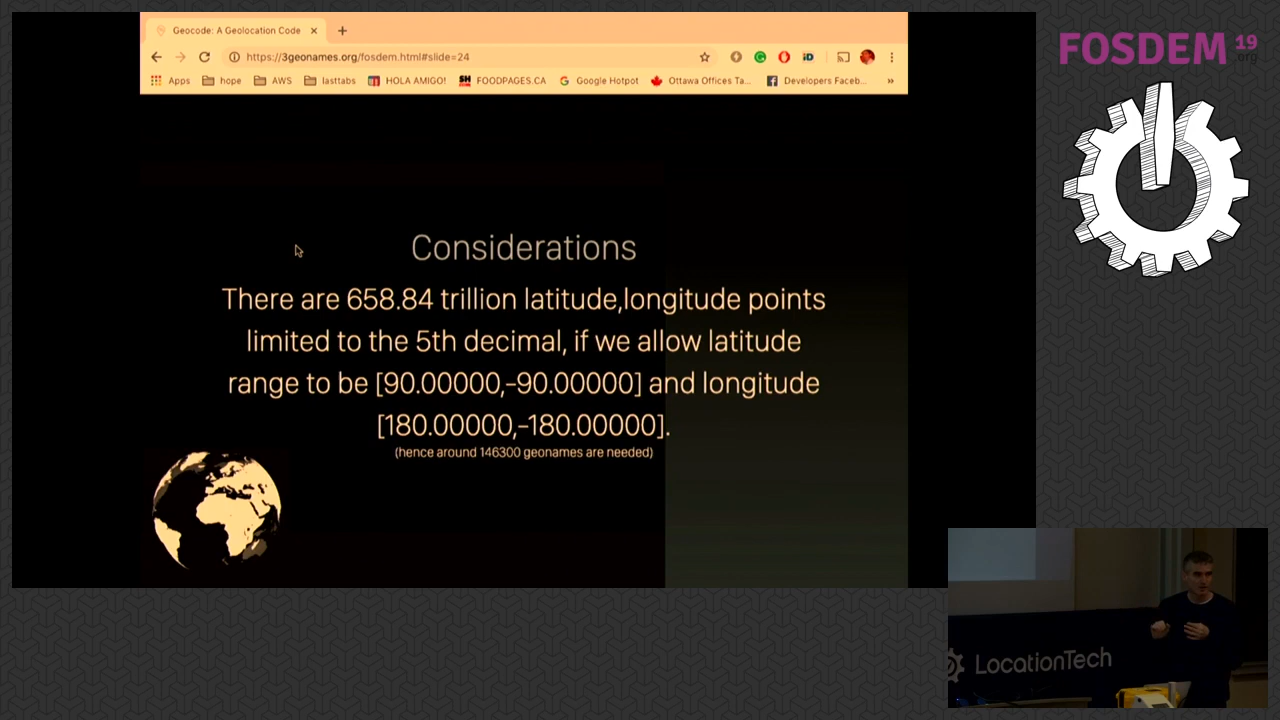 Geocode: A Geolocation Code
https://3geonames.org/fosdem.html#slide=24
Apps hope AWS lasttabs HOLA AMIGO! SH FOODPAGES.CA Google Hotpot Ottawa Offices Ta... Developers Faceb... »
Considerations
There are 658.84 trillion latitude,longitude points
limited to the 5th decimal, if we allow latitude
range to be [90.00000,-90.00000] and longitude
[180.00000,-180.00000].
(hence around 146300 geonames are needed)
FOSDEM 19
.org
LocationTech